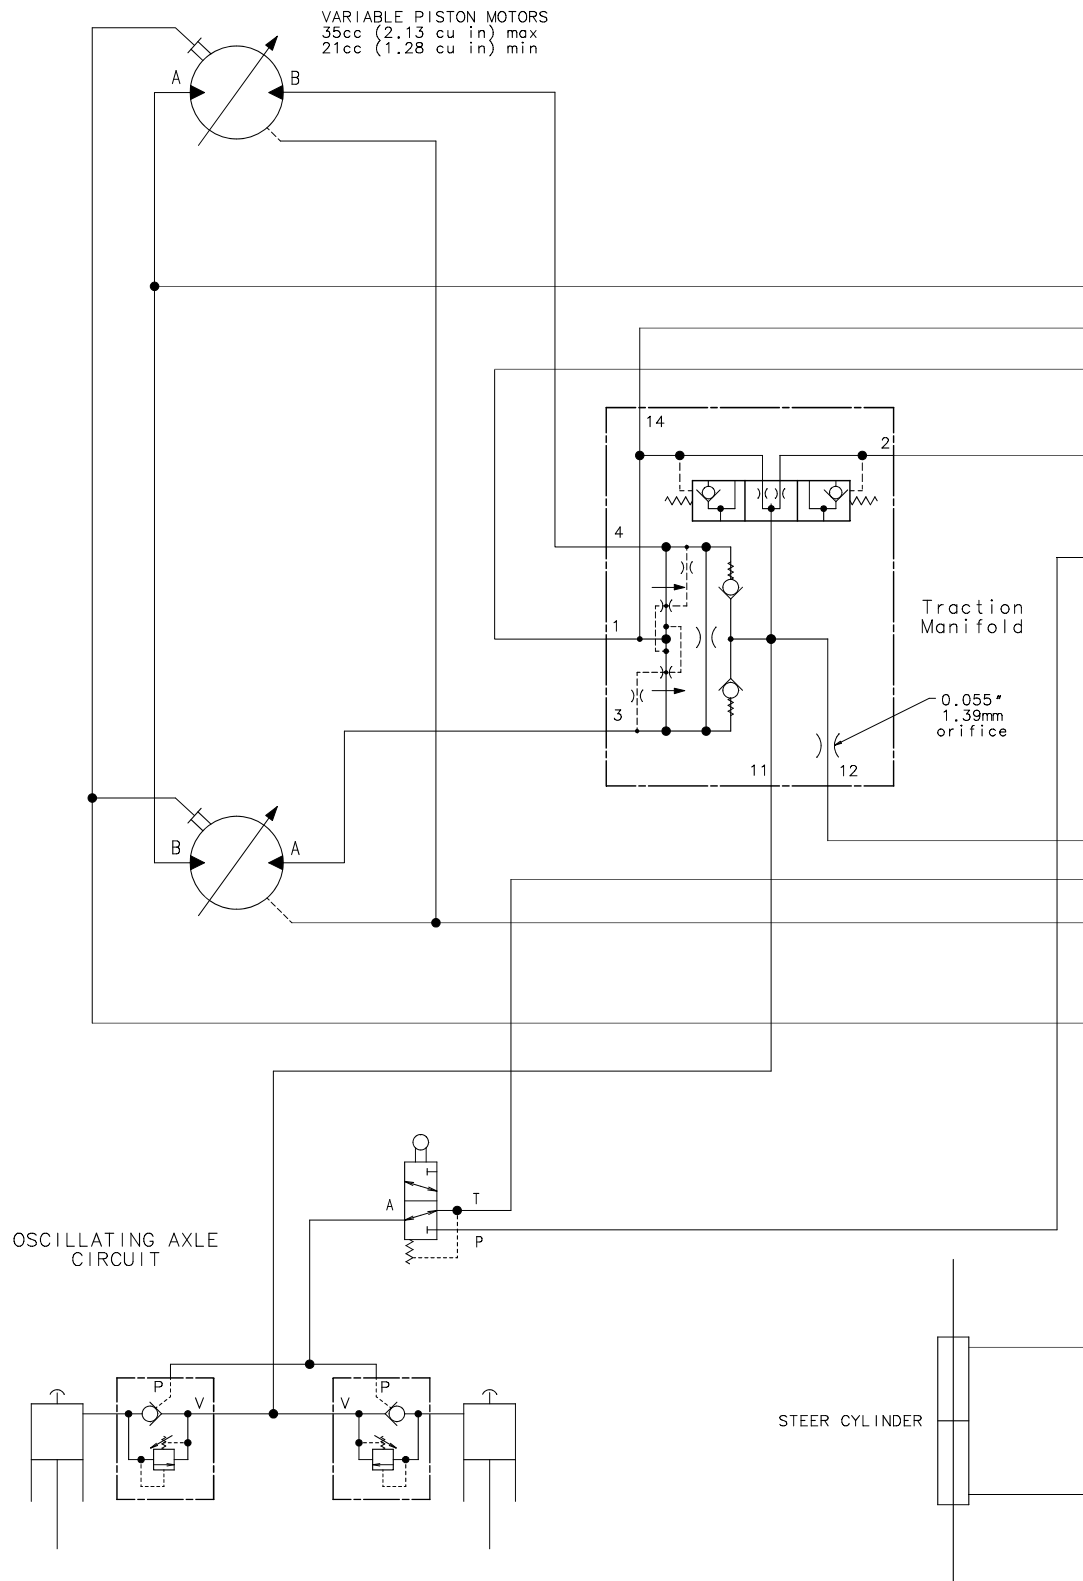 VARIABLE PISTON MOTORS
35cc (2.13 cu in) max
21cc (1.28 cu in) min
A
B
14
2
4
1
Traction
Manifold
3
0.055"
1.39mm
orifice
11
12
B
A
A
T
P
OSCILLATING AXLE
CIRCUIT
P
V
V
P
STEER CYLINDER